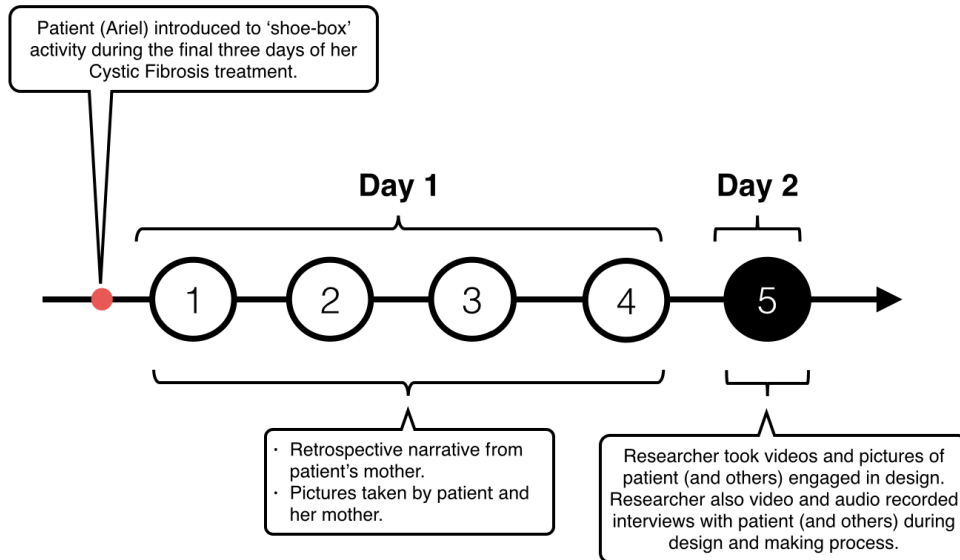 Patient (Ariel) introduced to ‘shoe-box’
activity during the final three days of her
Cystic Fibrosis treatment.
Day 1
Day 2
1
2
3
4
5
· Retrospective narrative from
patient’s mother.
· Pictures taken by patient and
her mother.
Researcher took videos and pictures of
patient (and others) engaged in design.
Researcher also video and audio recorded
interviews with patient (and others) during
design and making process.